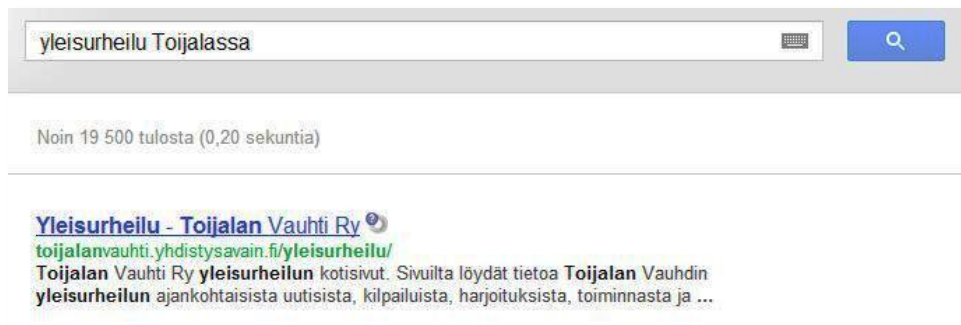 yleisurheilu Toijalassa
Noin 19 500 tulosta (0,20 sekuntia)
Yleisurheilu - Toijalan Vauhti Ry
toijalanvauhti.yhdistysavain.fi/yleisurheilu/
Toijalan Vauhti Ry yleisurheilun kotisivut. Sivuilta löydät tietoa Toijalan Vauhdin
yleisurheilun ajankohtaisista uutisista, kilpailuista, harjoituksista, toiminnasta ja ...